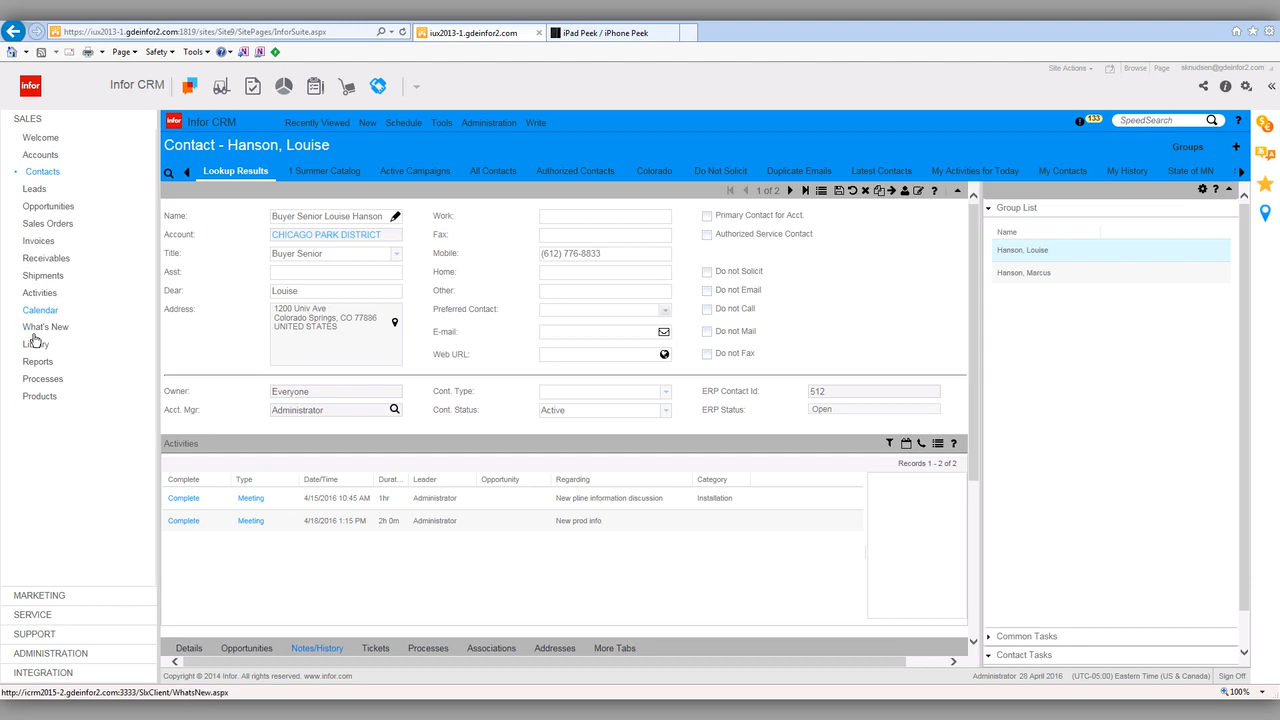 https://iux2013-1.gdeinfor2.com:1819/sites/Site9/SitePages/InforSuite.aspx
iux2013-1.gdeinfor2.com
iPad Peek / iPhone Peek
Page Safety Tools
Site Actions Browse Page sknudsen@gdeinfor2.com
infor Infor CRM
SALES
Welcome
Accounts
Contacts
Leads
Opportunities
Sales Orders
Invoices
Receivables
Shipments
Activities
Calendar
What's New
Library
Reports
Processes
Products
MARKETING
SERVICE
SUPPORT
ADMINISTRATION
INTEGRATION
infor Infor CRM Recently Viewed New Schedule Tools Administration Write 133 SpeedSearch ?
Contact - Hanson, Louise Groups +
Lookup Results 1 Summer Catalog Active Campaigns All Contacts Authorized Contacts Colorado Do Not Solicit Duplicate Emails Latest Contacts My Activities for Today My Contacts My History State of MN
1 of 2 ?
Name: Buyer Senior Louise Hanson
Account: CHICAGO PARK DISTRICT
Title: Buyer Senior
Asst:
Dear: Louise
Address: 1200 Univ Ave
Colorado Springs, CO 77886
UNITED STATES
Work:
Fax:
Mobile: (612) 776-8833
Home:
Other:
Preferred Contact:
E-mail:
Web URL:
Primary Contact for Acct.
Authorized Service Contact
Do not Solicit
Do not Email
Do not Call
Do not Mail
Do not Fax
Owner: Everyone Cont. Type: ERP Contact Id: 512
Acct. Mgr: Administrator Cont. Status: Active ERP Status: Open
Activities ?
Records 1 - 2 of 2
Complete Type Date/Time Durat... Leader Opportunity Regarding Category
Complete Meeting 4/15/2016 10:45 AM 1hr Administrator New pline information discussion Installation
Complete Meeting 4/18/2016 1:15 PM 2h 0m Administrator New prod info
Details Opportunities Notes/History Tickets Processes Associations Addresses More Tabs
?
Group List
Name
Hanson, Louise
Hanson, Marcus
Common Tasks
Contact Tasks
Copyright © 2014 Infor. All rights reserved. www.infor.com Administrator 28 April 2016 (UTC-05:00) Eastern Time (US & Canada) Sign Off
http://icrm2015-2.gdeinfor2.com:3333/SlxClient/WhatsNew.aspx 100%